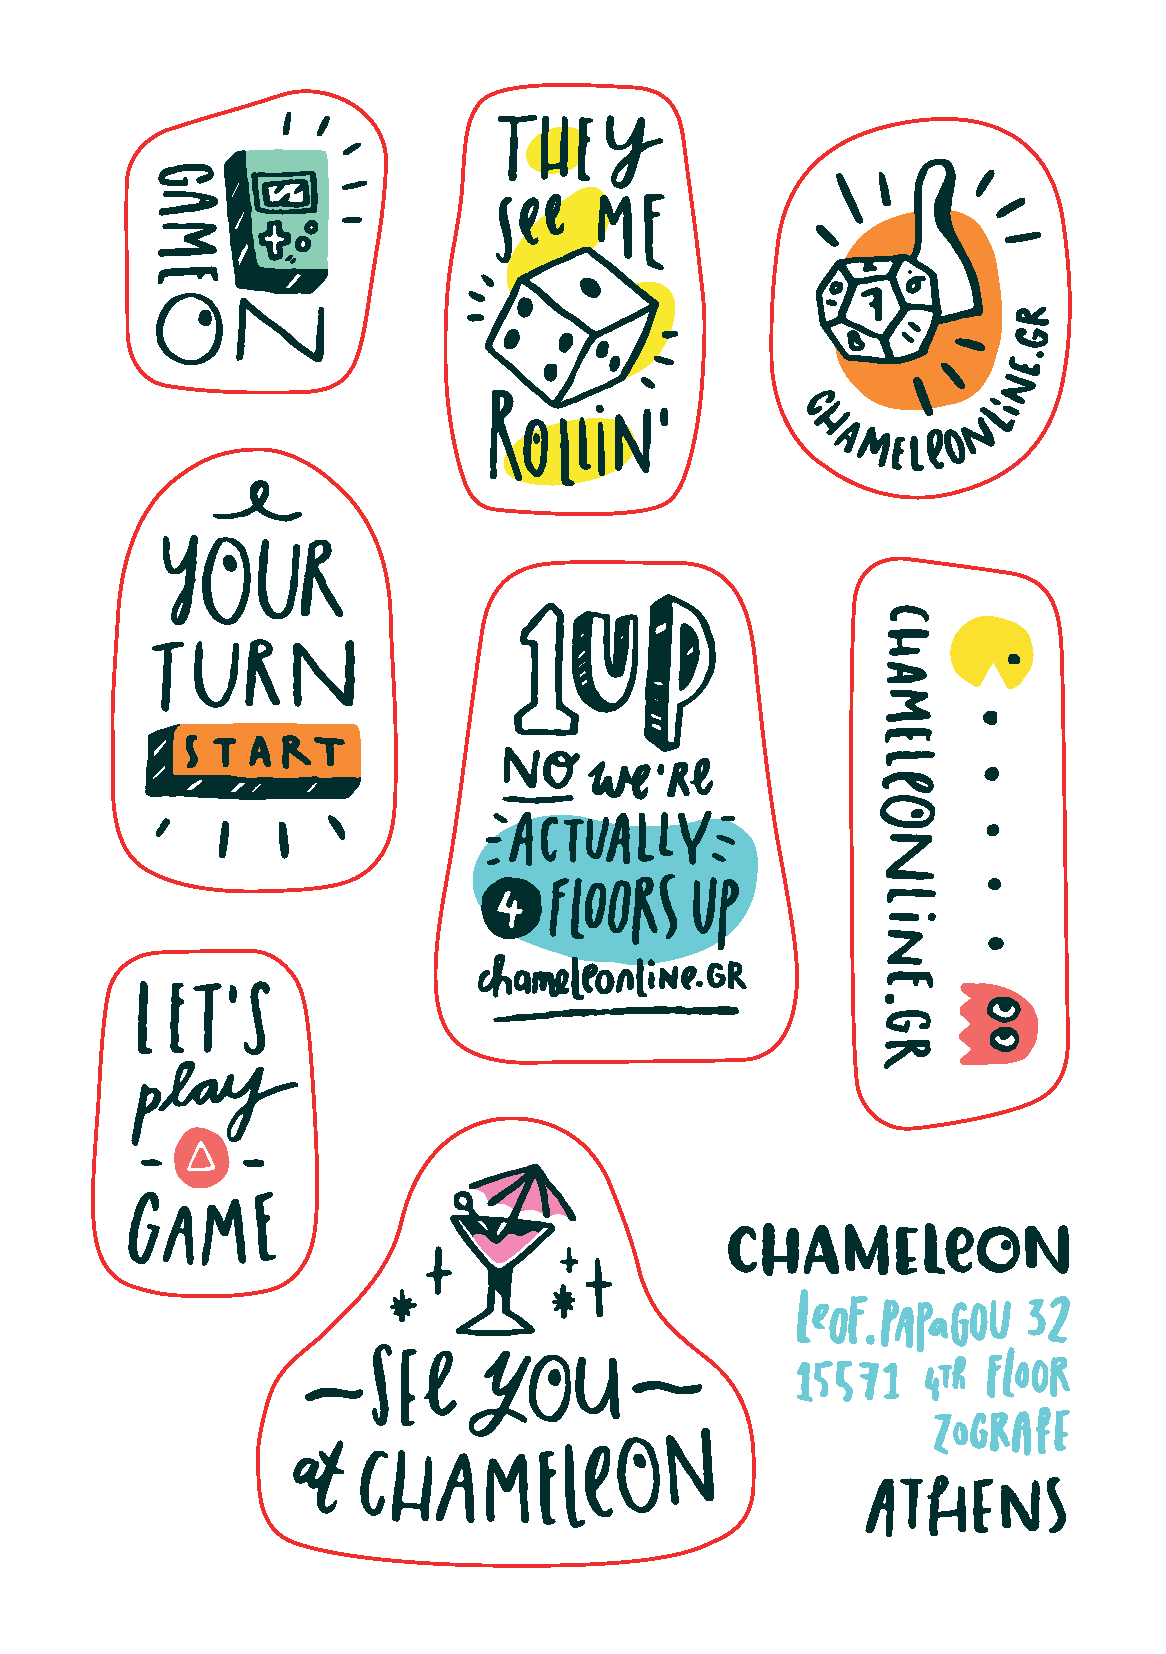 GAME
ON
THEY
see ME
ROLLIN'
7
CHAMELEONLINE.GR
YOUR
TURN
START
1UP
NO we'Re
ACTUALLY
4 FLOORS UP
chameleonline.GR
CHAMELEONLINE.GR
LET'S
play
GAME
SEE YOU
at CHAMELEON
CHAMELEON
LeOF.PAPaGOU 32
15571 4TH FLOOR
ZOGRAFE
ATHENS